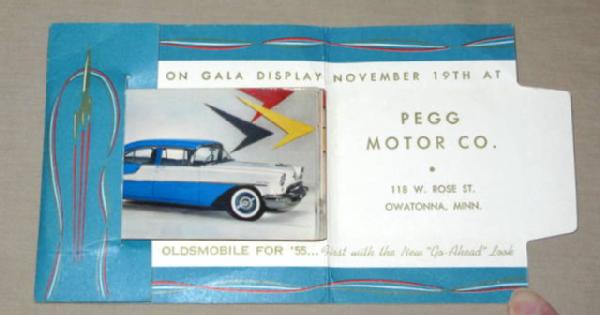 ON GALA DISPLAY NOVEMBER 19TH AT
PEGG
MOTOR CO.
118 W. ROSE ST.
OWATONNA, MINN.
OLDSMOBILE FOR '55... First with the New "Go-Ahead" Look